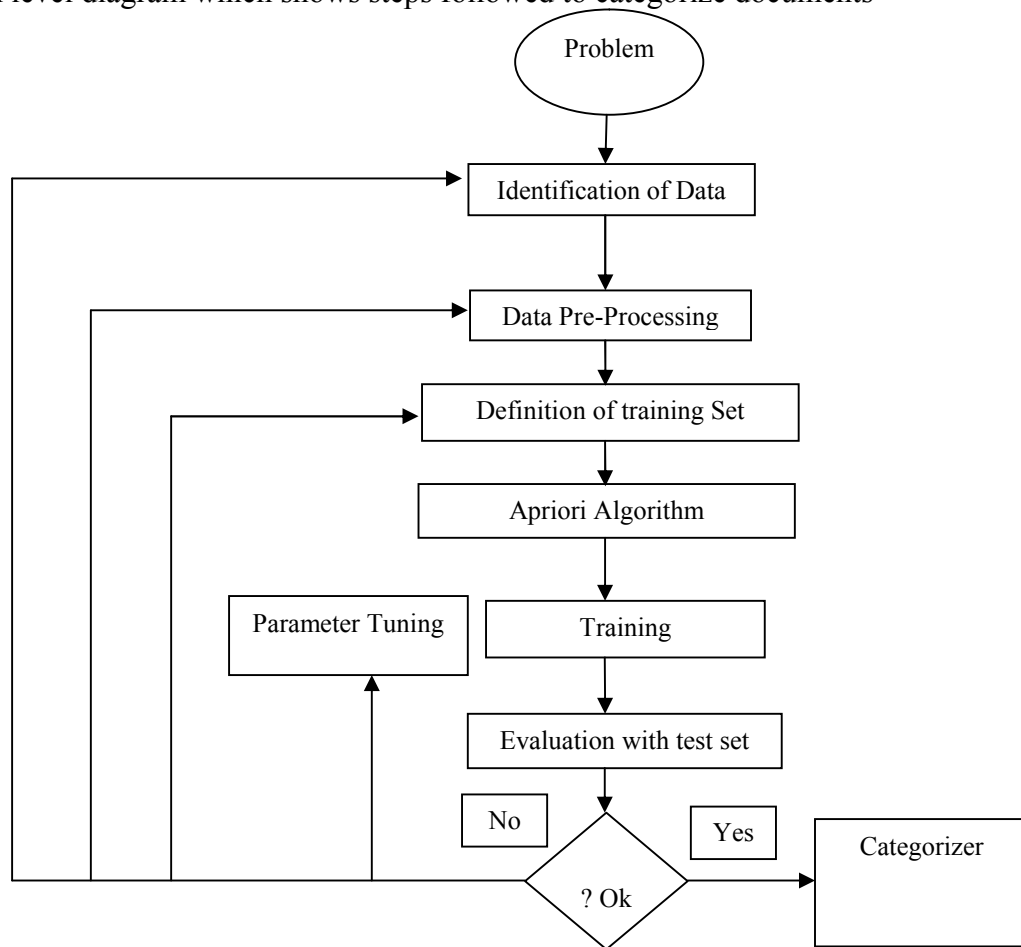 level diagram which shows steps followed to categorize documents
Problem
Identification of Data
Data Pre-Processing
Definition of training Set
Apriori Algorithm
Parameter Tuning
Training
Evaluation with test set
No
Yes
Categorizer
? Ok